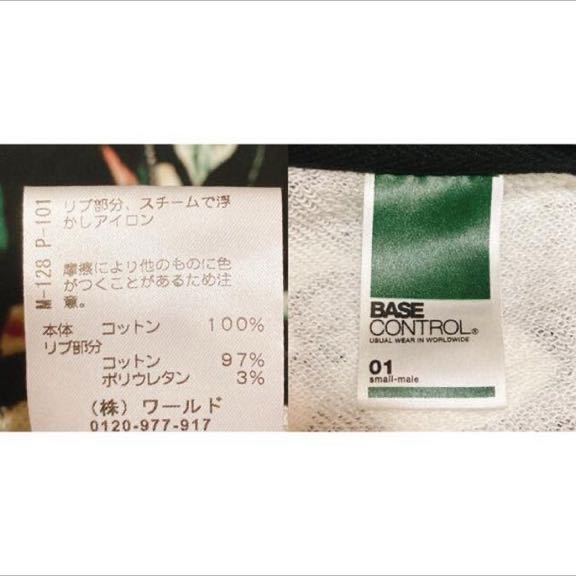 M-128 P-101
リブ部分、スチームで浮
かしアイロン
摩擦により他のものに色
がつくことがあるため注
意。
本体 コットン 100%
リブ部分
コットン 97%
ポリウレタン 3%
(株) ワールド
0120-977-917
BASE
CONTROL®
USUAL WEAR IN WORLDWIDE
01
small-male